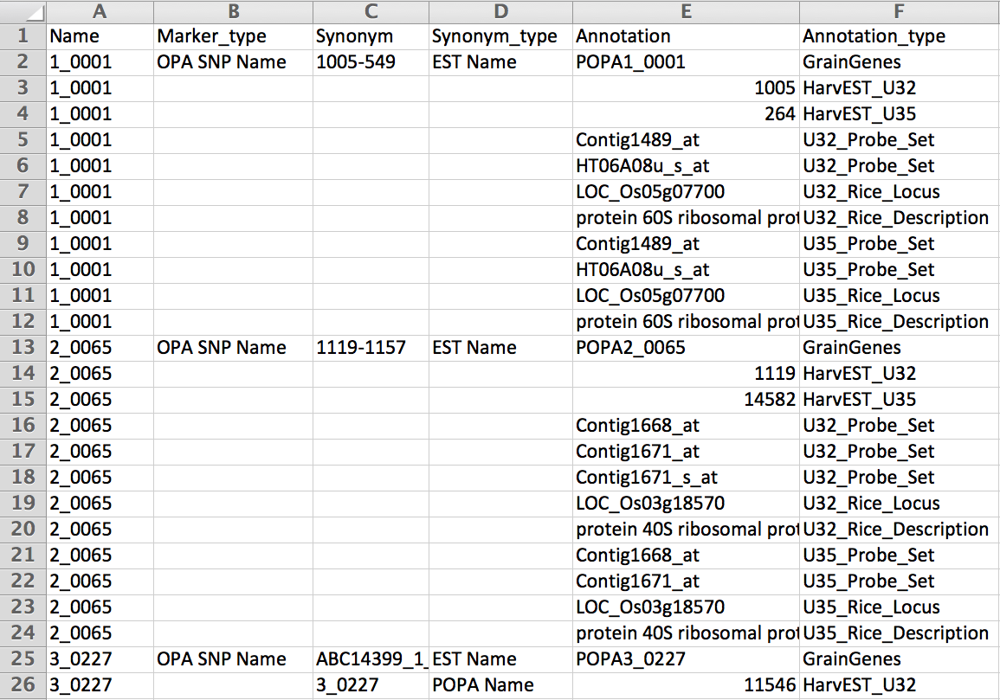 A B C D E F
1 Name Marker_type Synonym Synonym_type Annotation Annotation_type
2 1_0001 OPA SNP Name 1005-549 EST Name POPA1_0001 GrainGenes
3 1_0001 1005 HarvEST_U32
4 1_0001 264 HarvEST_U35
5 1_0001 Contig1489_at U32_Probe_Set
6 1_0001 HT06A08u_s_at U32_Probe_Set
7 1_0001 LOC_Os05g07700 U32_Rice_Locus
8 1_0001 protein 60S ribosomal prot U32_Rice_Description
9 1_0001 Contig1489_at U35_Probe_Set
10 1_0001 HT06A08u_s_at U35_Probe_Set
11 1_0001 LOC_Os05g07700 U35_Rice_Locus
12 1_0001 protein 60S ribosomal prot U35_Rice_Description
13 2_0065 OPA SNP Name 1119-1157 EST Name POPA2_0065 GrainGenes
14 2_0065 1119 HarvEST_U32
15 2_0065 14582 HarvEST_U35
16 2_0065 Contig1668_at U32_Probe_Set
17 2_0065 Contig1671_at U32_Probe_Set
18 2_0065 Contig1671_s_at U32_Probe_Set
19 2_0065 LOC_Os03g18570 U32_Rice_Locus
20 2_0065 protein 40S ribosomal prot U32_Rice_Description
21 2_0065 Contig1668_at U35_Probe_Set
22 2_0065 Contig1671_at U35_Probe_Set
23 2_0065 LOC_Os03g18570 U35_Rice_Locus
24 2_0065 protein 40S ribosomal prot U35_Rice_Description
25 3_0227 OPA SNP Name ABC14399_1_ EST Name POPA3_0227 GrainGenes
26 3_0227 3_0227 POPA Name 11546 HarvEST_U32